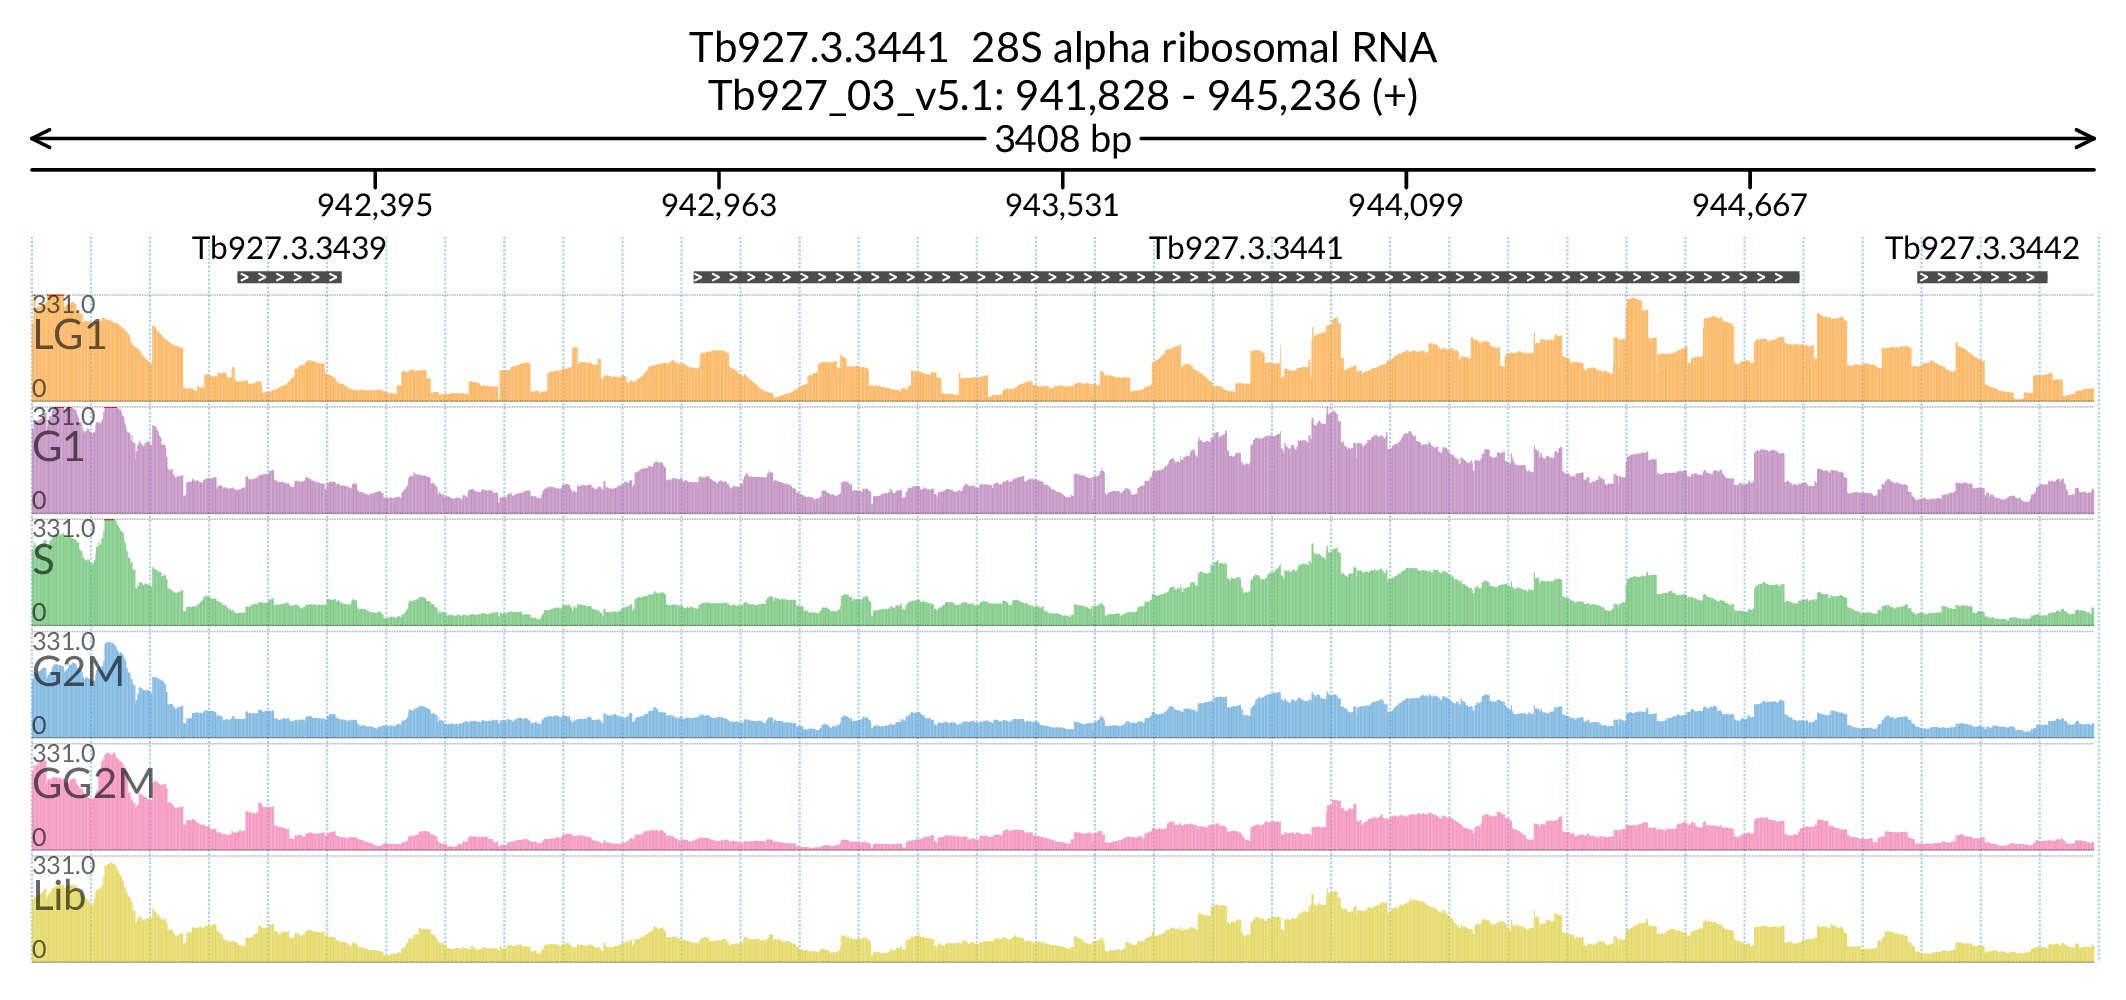 Tb927.3.3441  28S alpha ribosomal RNA
Tb927_03_v5.1: 941,828 - 945,236 (+)
3408 bp
942,395 942,963 943,531 944,099 944,667
Tb927.3.3439 Tb927.3.3441 Tb927.3.3442
331.0
LG1
0
331.0
G1
0
331.0
S
0
331.0
G2M
0
331.0
GG2M
0
331.0
Lib
0